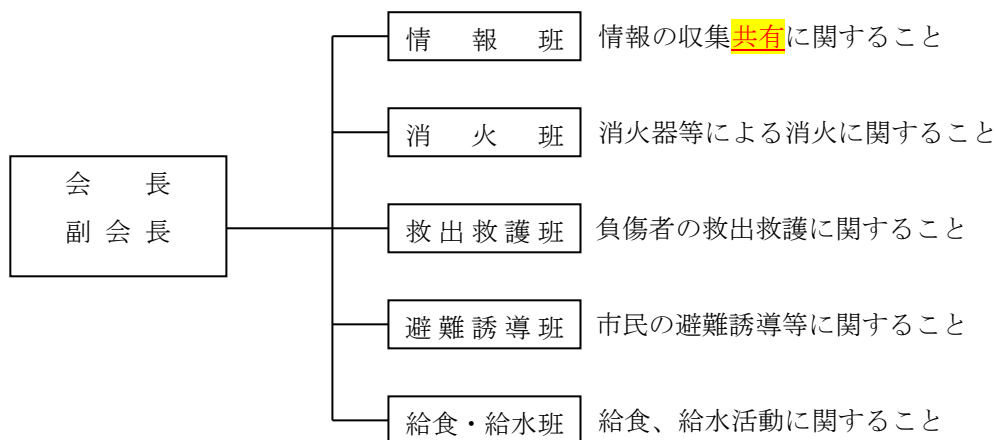 情報班 情報の収集共有に関すること
消火班 消火器等による消火に関すること
会長
副会長
救出救護班 負傷者の救出救護に関すること
避難誘導班 市民の避難誘導等に関すること
給食・給水班 給食、給水活動に関すること